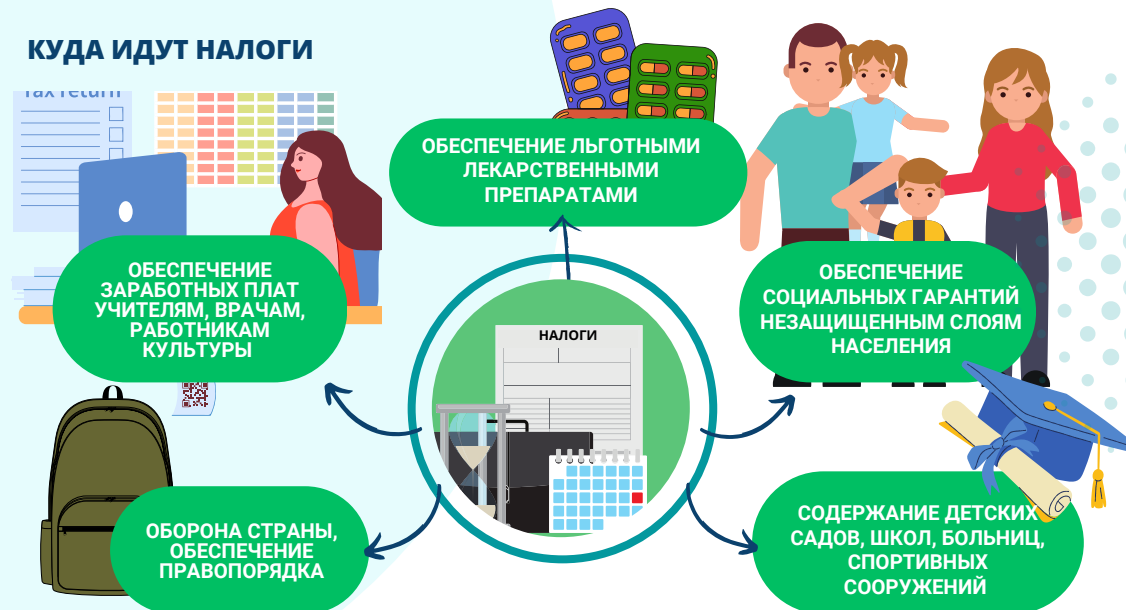 КУДА ИДУТ НАЛОГИ
Tax return
ОБЕСПЕЧЕНИЕ ЛЬГОТНЫМИ
ЛЕКАРСТВЕННЫМИ
ПРЕПАРАТАМИ
ОБЕСПЕЧЕНИЕ
ЗАРАБОТНЫХ ПЛАТ
УЧИТЕЛЯМ, ВРАЧАМ,
РАБОТНИКАМ
КУЛЬТУРЫ
ОБЕСПЕЧЕНИЕ
СОЦИАЛЬНЫХ ГАРАНТИЙ
НЕЗАЩИЩЕННЫМ СЛОЯМ
НАСЕЛЕНИЯ
НАЛОГИ
ОБОРОНА СТРАНЫ,
ОБЕСПЕЧЕНИЕ
ПРАВОПОРЯДКА
СОДЕРЖАНИЕ ДЕТСКИХ
САДОВ, ШКОЛ, БОЛЬНИЦ,
СПОРТИВНЫХ
СООРУЖЕНИЙ